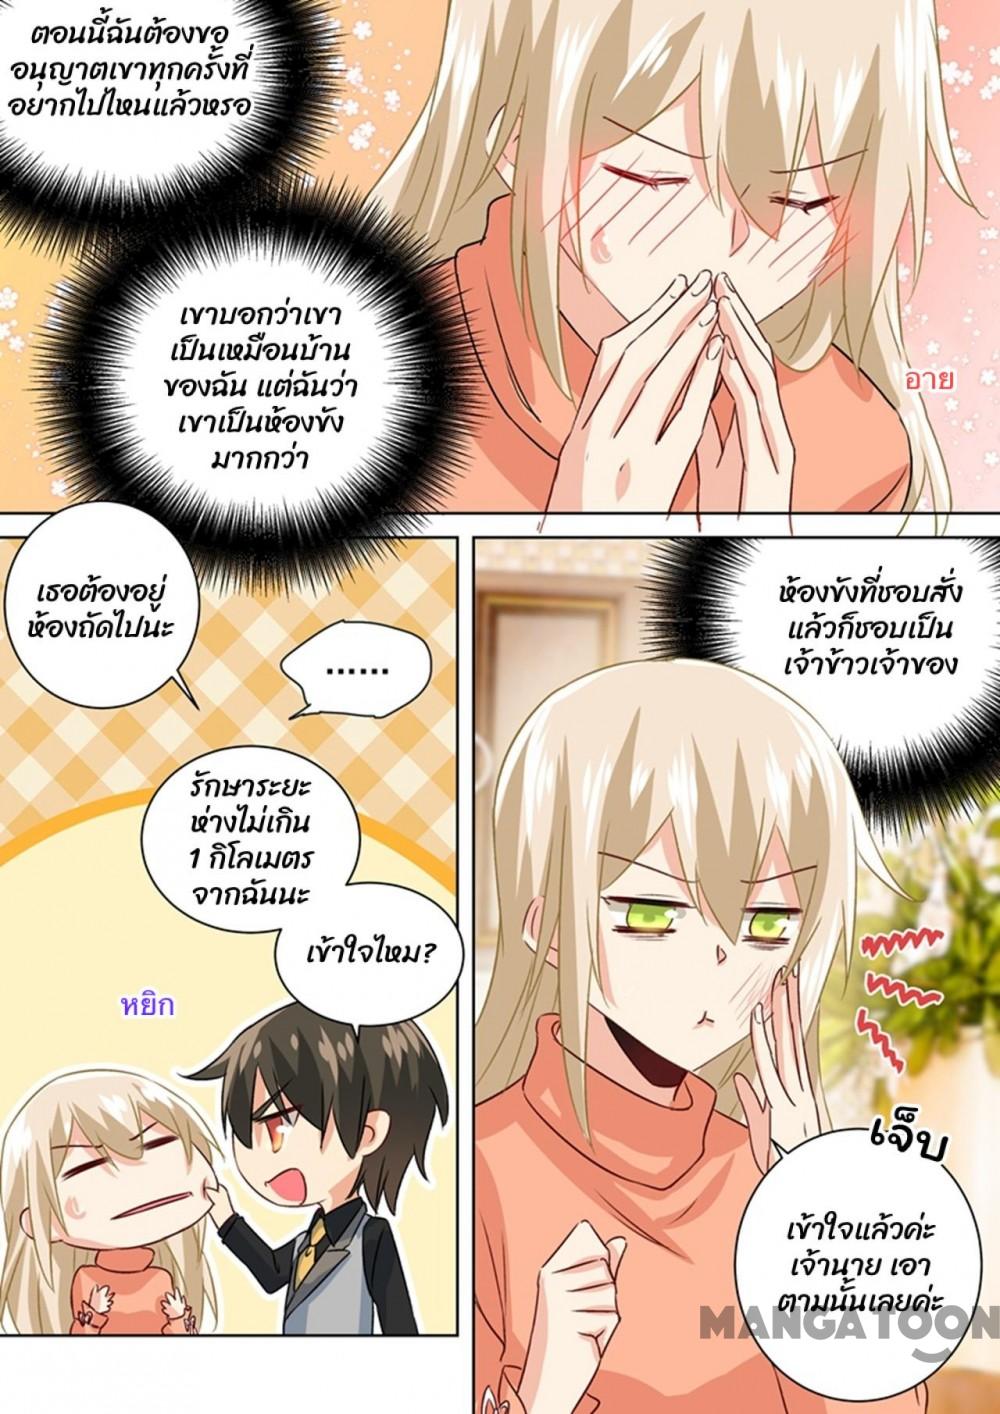 ตอนนี้ฉันต้องขอ
อนุญาตเขาทุกครั้งที่
อยากไปไหนแล้วหรอ
เขาบอกว่าเขา
เป็นเหมือนบ้าน
ของฉัน แต่ฉันว่า
เขาเป็นห้องขัง
มากกว่า
อาย
เธอต้องอยู่
ห้องถัดไปนะ
......
รักษาระยะ
ห่างไม่เกิน
1 กิโลเมตร
จากฉันนะ
เข้าใจไหม?
หยิก
ห้องขังที่ชอบสั่ง
แล้วก็ชอบเป็น
เจ้าข้าวเจ้าของ
เจ็บ
เข้าใจแล้วค่ะ
เจ้านาย เอา
ตามนั้นเลยค่ะ
MANGATOON